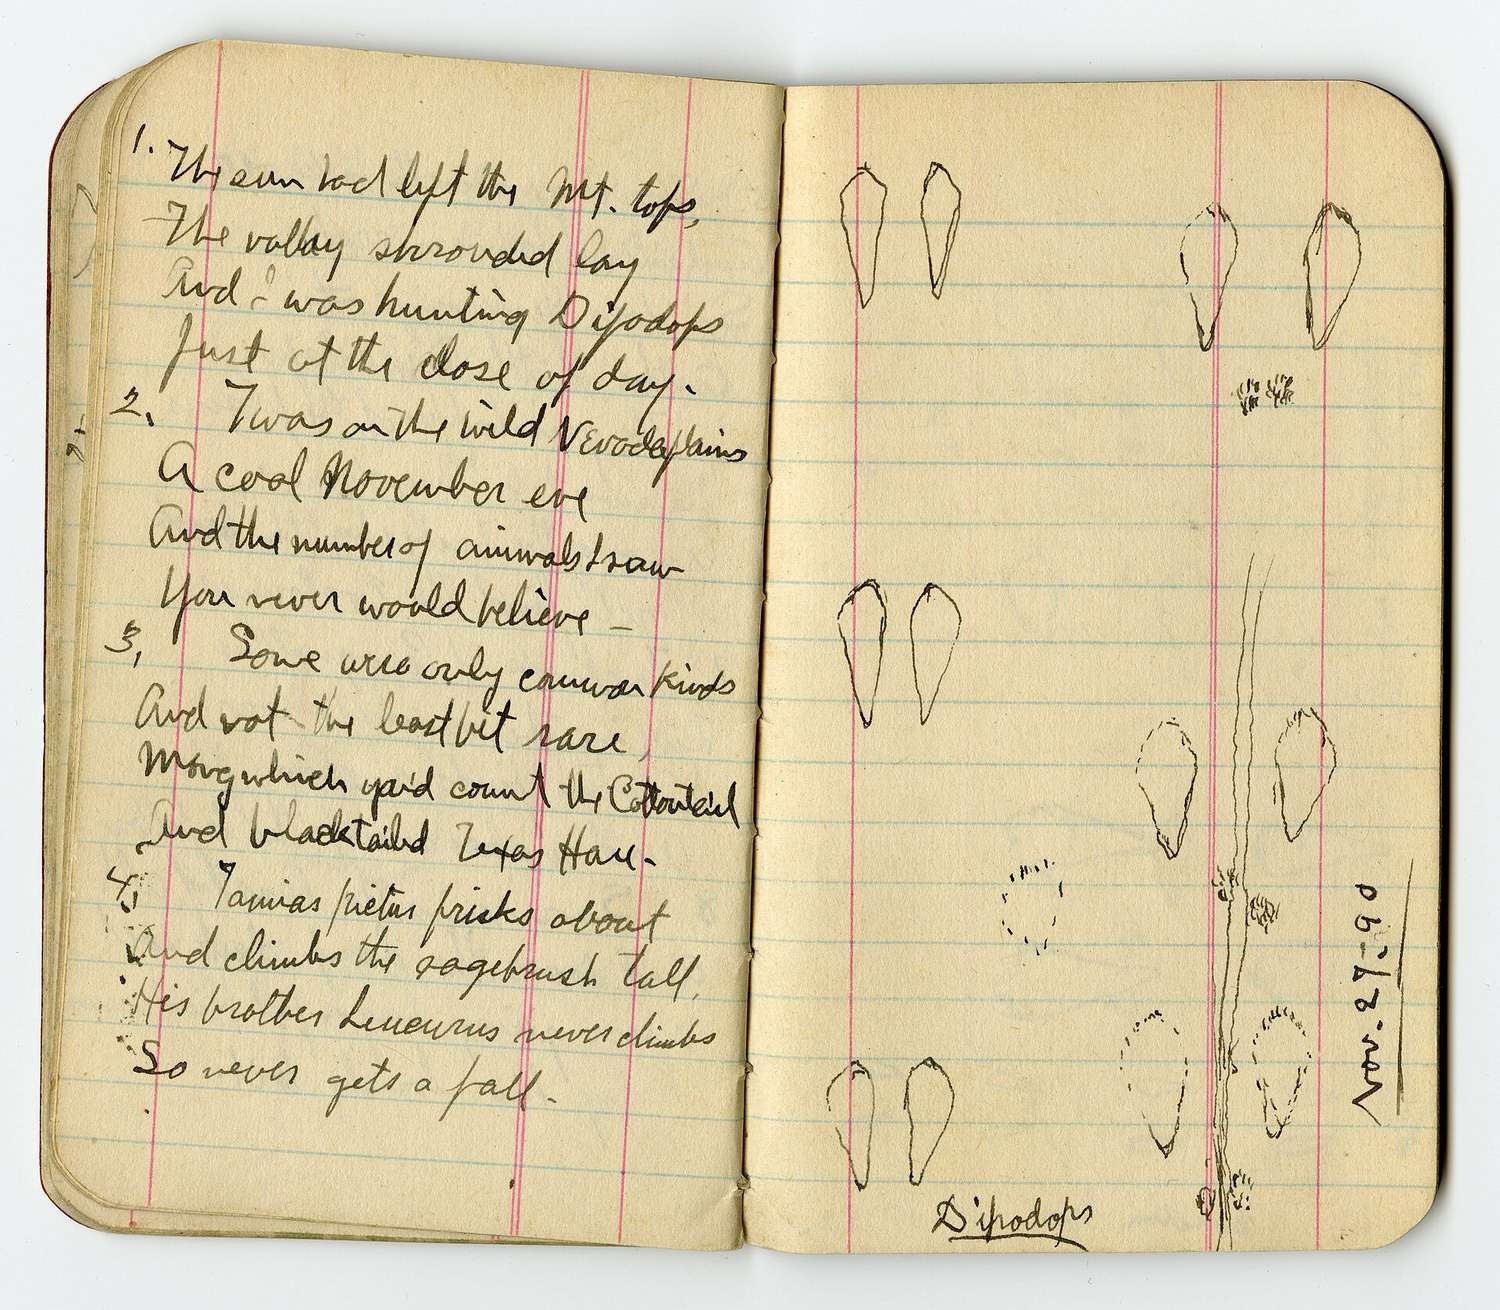 1. The sun had left the Mt. tops,
The valley shrouded lay
And I was hunting Dipodops
Just at the close of day.
2. Twas on the wild Nevada plains
A cool November eve
And the number of animals I saw
You never would believe –
3. Some were only common kinds
And not the least bit rare,
Mong which you'd count the Cottontail
And blacktailed Texas Hare.
4. Tamias pictus frisks about
And climbs the sagebrush tall,
His brother Leucurus never climbs
So never gets a fall.
Dipodops
Nov. 21-90